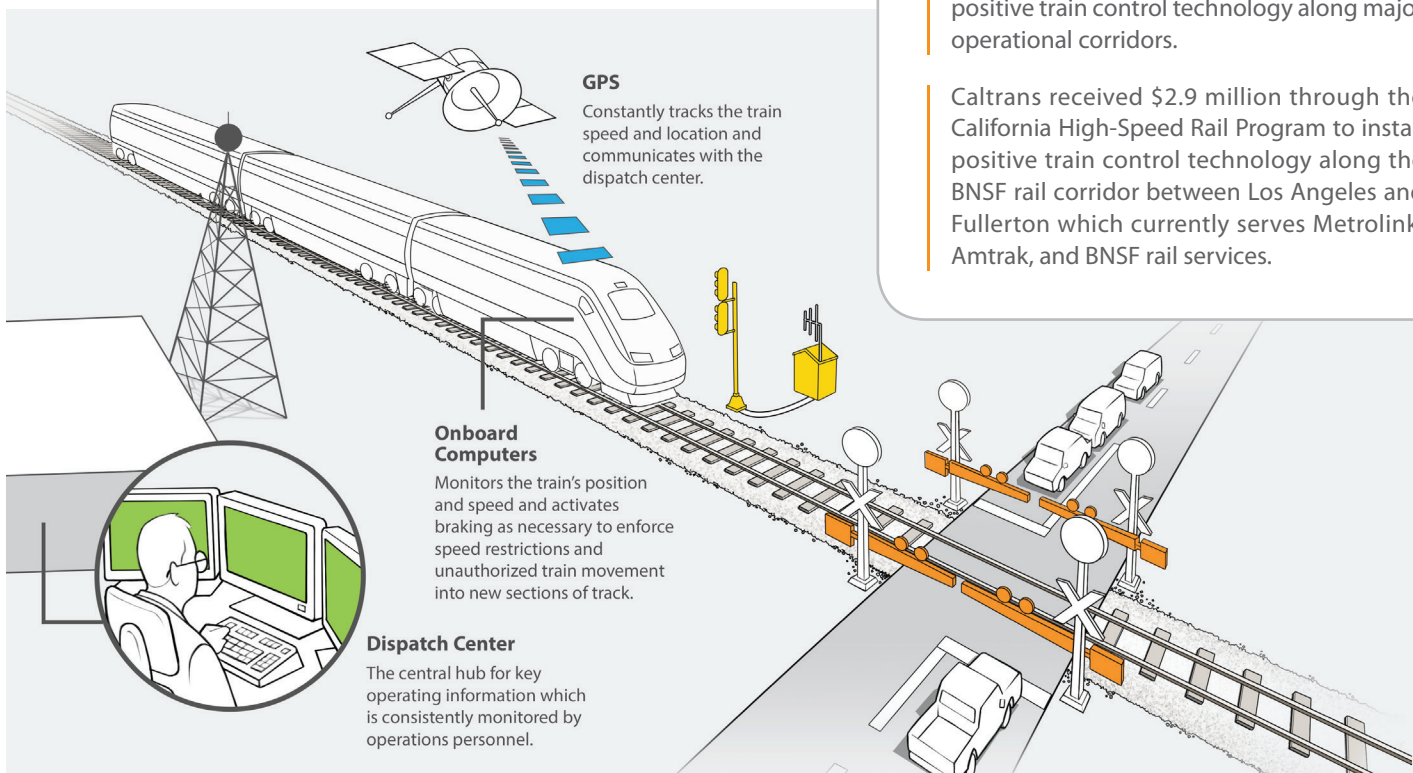 positive train control technology along
operational corridors.
Caltrans received $2.9 million through
California High-Speed Rail Program to
positive train control technology along
BNSF rail corridor between Los Angeles
Fullerton which currently serves Metrolink
Amtrak, and BNSF rail services.
GPS
Constantly tracks the train
speed and location and
communicates with the
dispatch center.
Onboard
Computers
Monitors the train's position
and speed and activates
braking as necessary to enforce
speed restrictions and
unauthorized train movement
into new sections of track.
Dispatch Center
The central hub for key
operating information which
is consistently monitored by
operations personnel.